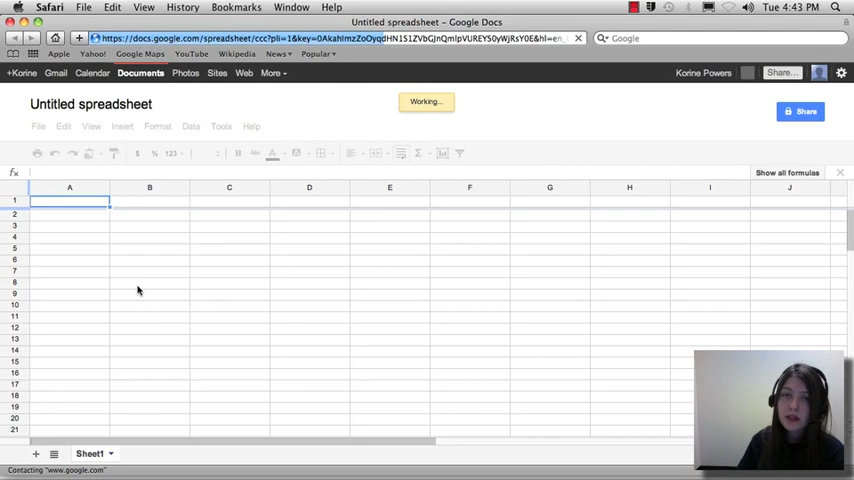 Safari File Edit View History Bookmarks Window Help Tue 4:43 PM
Untitled spreadsheet - Google Docs
Google
Apple Yahoo! Google Maps YouTube Wikipedia News Popular
+Korine Gmail Calendar Documents Photos Sites Web More Korine Powers Share...
Untitled spreadsheet
Working...
Share
File Edit View Insert Format Data Tools Help
$ % 123 B A Σ
fx Show all formulas
A B C D E F G H I J
1
2
3
4
5
6
7
8
9
10
11
12
13
14
15
16
17
18
19
20
21
+ Sheet1
Contacting "www.google.com"